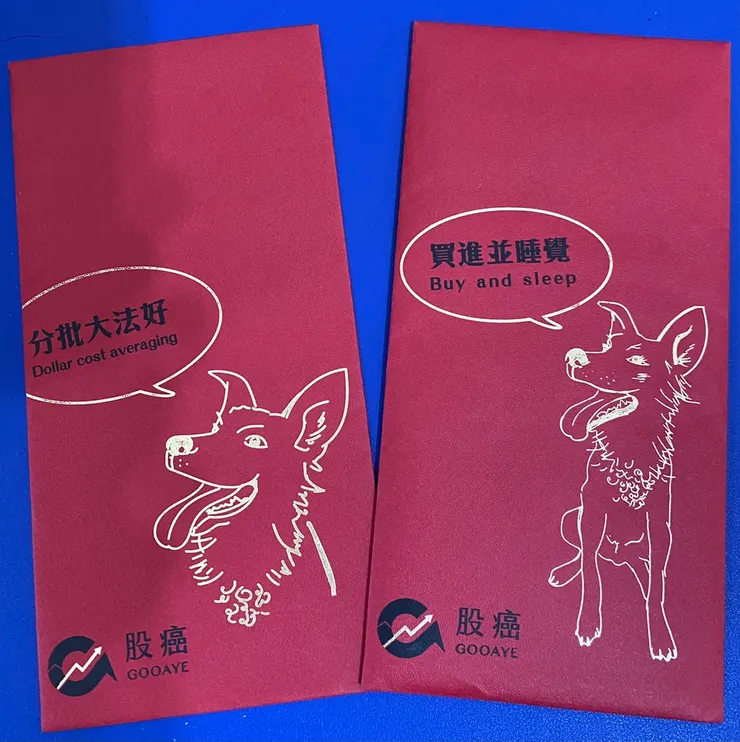 分批大法好
Dollar cost averaging
股癌
GOOAYE
買進並睡覺
Buy and sleep
股癌
GOOAYE